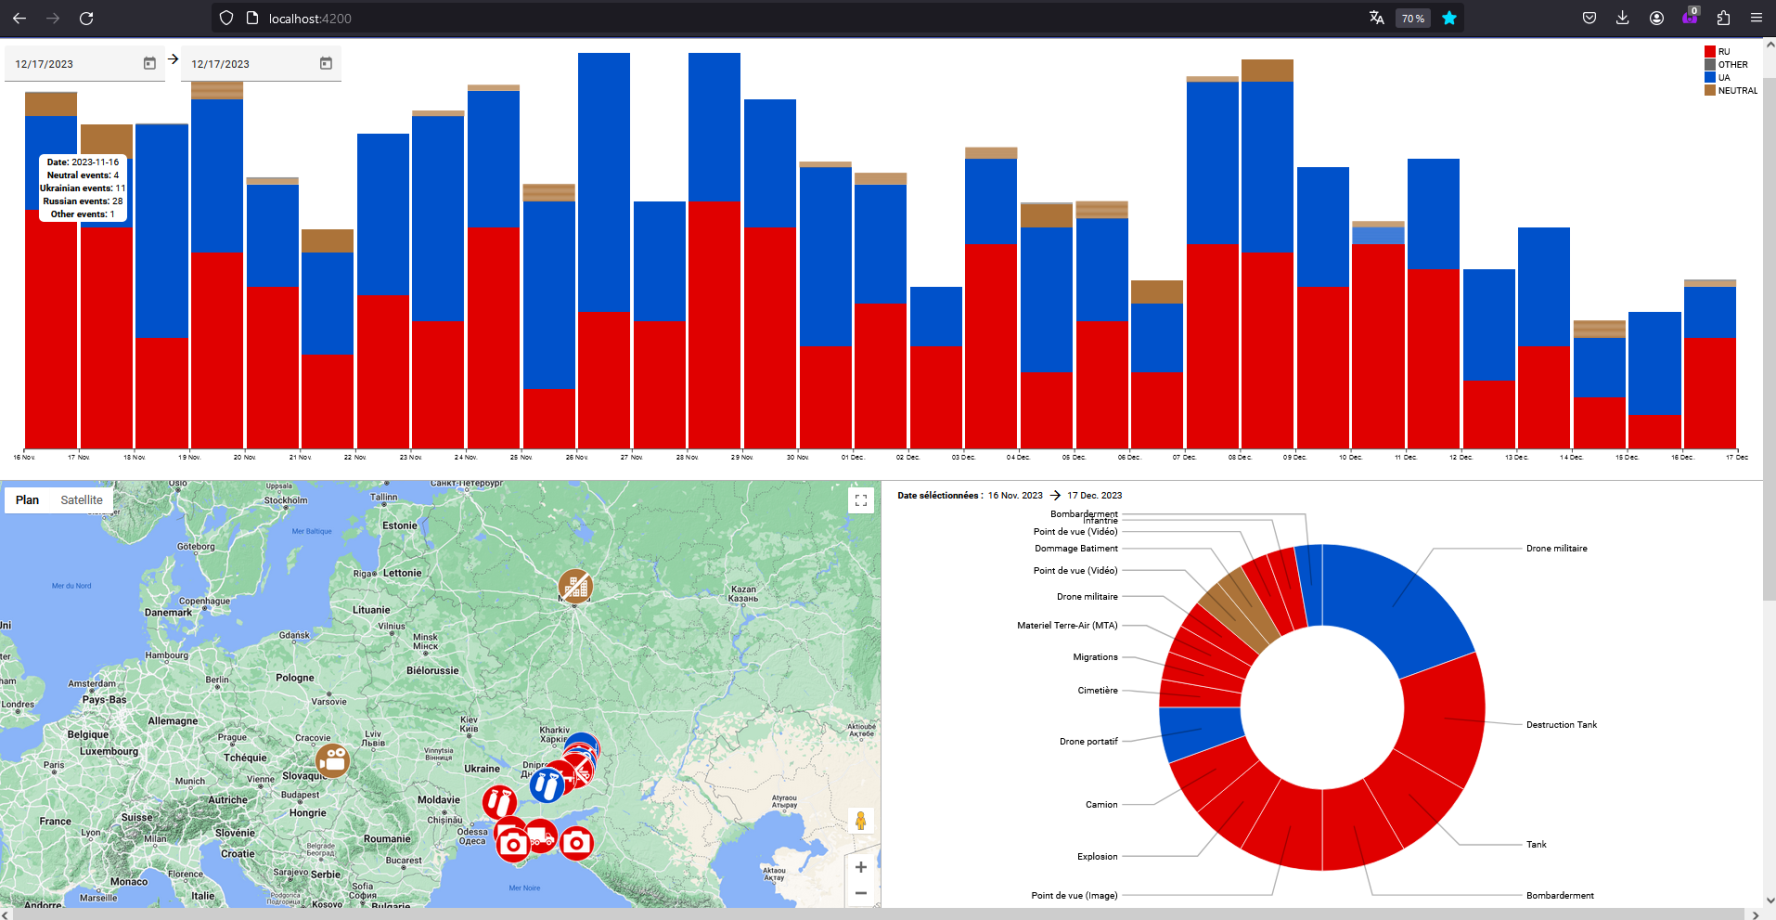 localhost:4200
70 %
0
12/17/2023
12/17/2023
RU
OTHER
UA
NEUTRAL
Date: 2023-11-16
Neutral events: 4
Ukrainian events: 11
Russian events: 28
Other events: 1
16 Nov.
17 Nov.
18 Nov.
19 Nov.
20 Nov.
21 Nov.
22 Nov.
23 Nov.
24 Nov.
25 Nov.
26 Nov.
27 Nov.
28 Nov.
29 Nov.
30 Nov.
01 Dec.
02 Dec.
03 Dec.
04 Dec.
05 Dec.
06 Dec.
07 Dec.
08 Dec.
09 Dec.
10 Dec.
11 Dec.
12 Dec.
13 Dec.
14 Dec.
15 Dec.
16 Dec.
17 Dec
Plan
Satellite
Oslo
Uppsala
Stockholm
Tallinn
Санкт-Петербург
Estonie
Mer Baltique
Göteborg
Riga
Lettonie
Mer du Nord
Copenhague
Danemark
Lituanie
Vilnius
Kazan
Казань
Gdańsk
Minsk
Мінск
Hambourg
Biélorussie
Amsterdam
Berlin
Pologne
Londres
Pays-Bas
Varsovie
Allemagne
Belgique
Kiev
Київ
Kharkiv
Харків
Aktioubé
Ақтөбе
Luxembourg
Prague
Cracovie
Lviv
Львів
Vinnytsia
Вінниця
Paris
Tchéquie
Ukraine
Dnipro
Munich
Vienne
Slovaquie
Autriche
Budapest
Moldavie
Atyraou
Атырау
France
Suisse
Hongrie
Chișinău
Odessa
Одеса
Lyon
Slovénie
Roumanie
Milan
Croatie
Belgrade
Београд
Bucarest
Monaco
Florence
Sarajevo
Serbie
Aktaou
Ақтау
Marseille
Sofia
София
Mer Noire
Andorre
Italie
Podgorica
Подгорица
Kosovo
Bulgarie
Date séléctionnées : 16 Nov. 2023 → 17 Dec. 2023
Bombardement
Infantrie
Point de vue (Vidéo)
Dommage Batiment
Point de vue (Vidéo)
Drone militaire
Materiel Terre-Air (MTA)
Migrations
Cimetière
Drone portatif
Camion
Explosion
Point de vue (Image)
Drone militaire
Destruction Tank
Tank
Bombardement